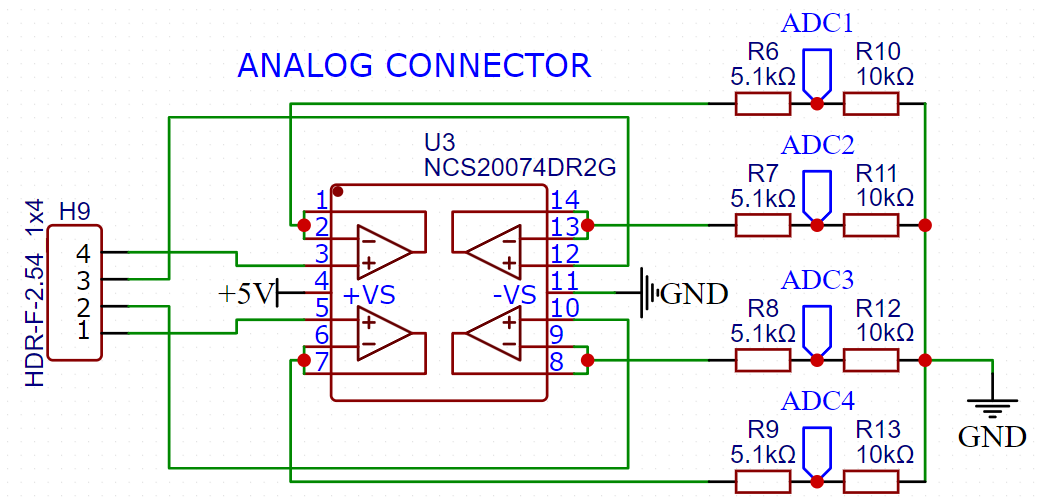 ANALOG CONNECTOR
ADC1
R6
R10
5.1kΩ
10kΩ
ADC2
R7
R11
5.1kΩ
10kΩ
ADC3
R8
R12
5.1kΩ
10kΩ
ADC4
R9
R13
5.1kΩ
10kΩ
GND
U3
NCS20074DR2G
1
2
3
4
5
6
7
14
13
12
11
10
9
8
+VS
-VS
+5V
GND
H9
HDR-F-2.54 1x4
4
3
2
1